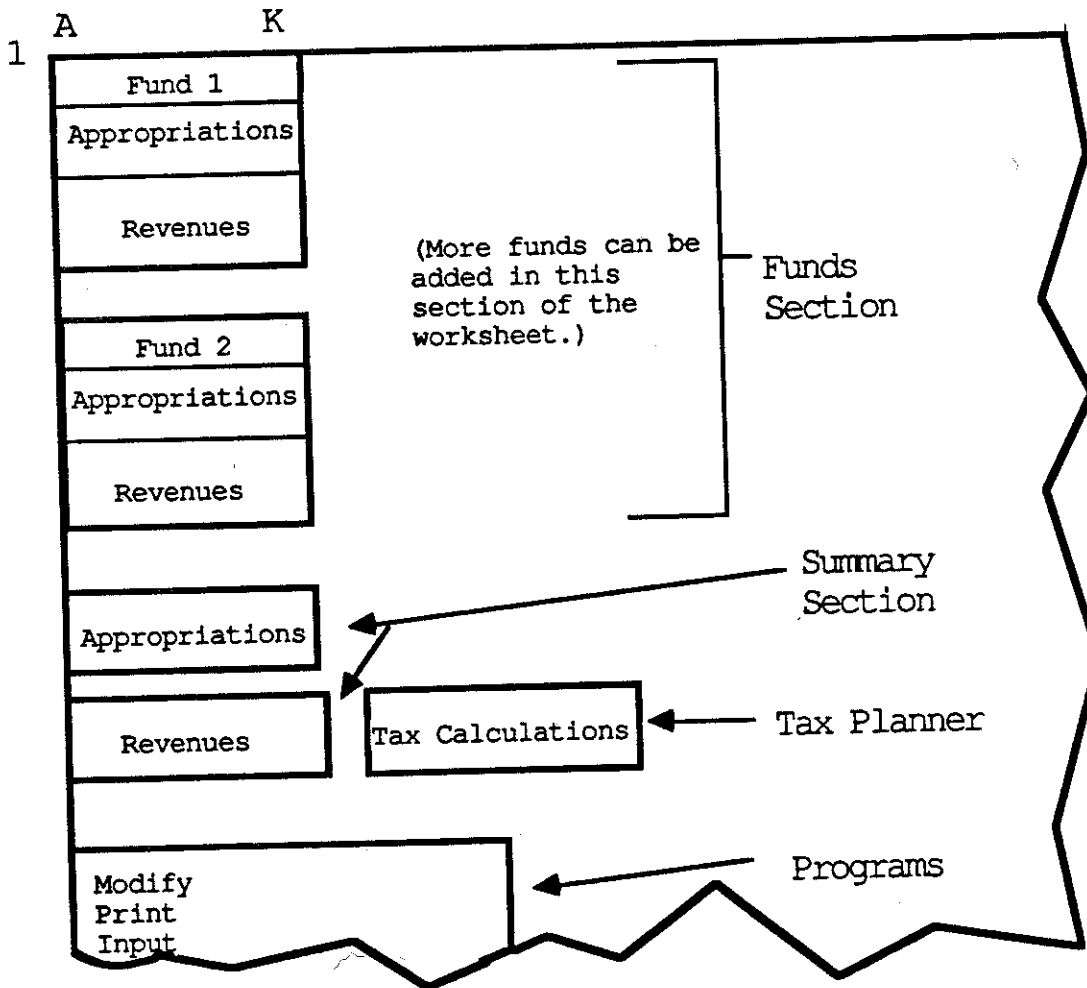 A K
1
Fund 1
Appropriations
Revenues
(More funds can be
added in this
section of the
worksheet.)
Funds
Section
Fund 2
Appropriations
Revenues
Summary
Section
Appropriations
Revenues
Tax Calculations
Tax Planner
Programs
Modify
Print
Input